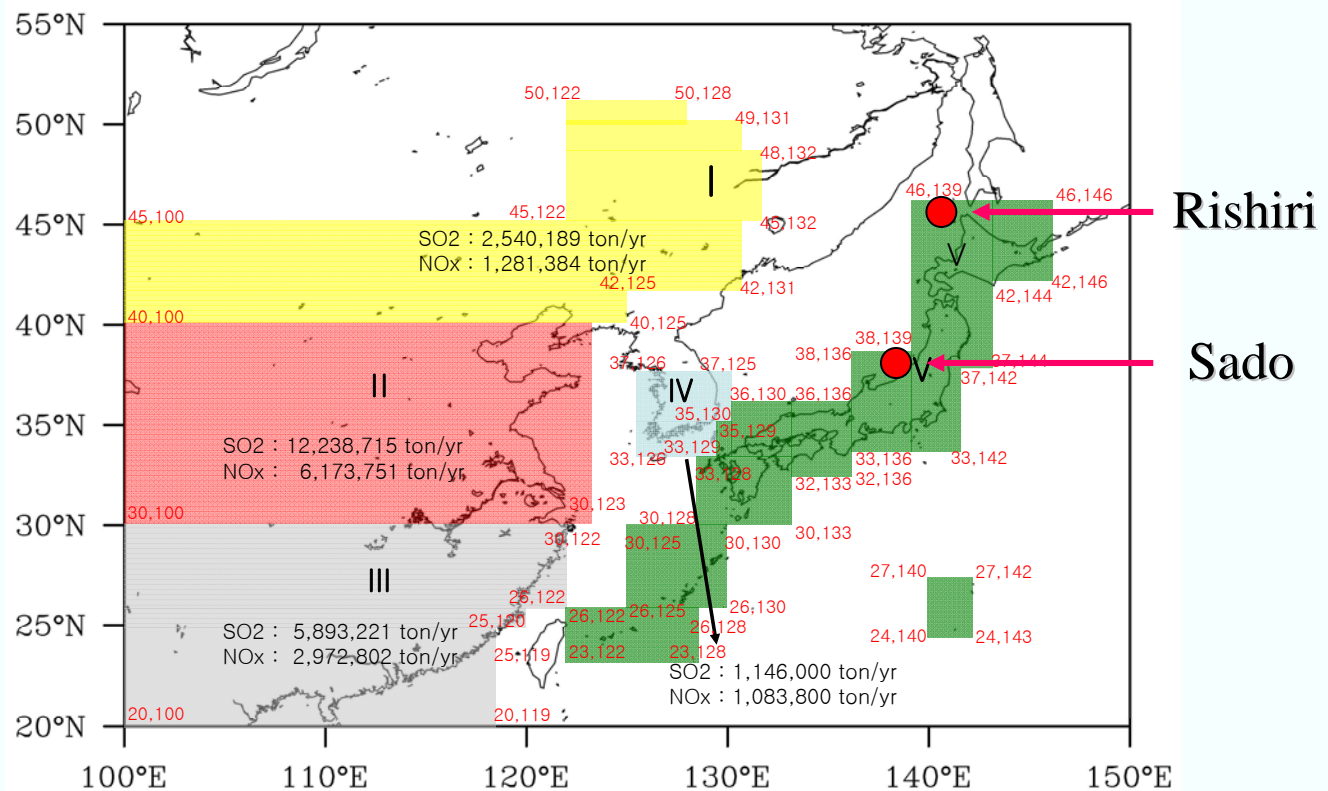 55°N
50,122
50,128
50°N
49,131
48,132
I
46,139
46,146
45,100
45,122
45,132
45°N
Rishiri
SO2 : 2,540,189 ton/yr
NOx : 1,281,384 ton/yr
V
42,125
42,131
42,146
42,144
40,100
40,125
40°N
38,139
38,136
37,126
37,125
37,144
Sado
V
37,142
II
IV
36,130
36,136
35,130
35,129
35°N
SO2 : 12,238,715 ton/yr
NOx : 6,173,751 ton/yr
33,129
33,126
33,128
33,136
33,142
32,133
32,136
30,100
30,123
30,128
30°N
30,122
30,125
30,130
30,133
III
27,140
27,142
26,122
26,122
26,125
26,130
25,120
26,128
25°N
SO2 : 5,893,221 ton/yr
NOx : 2,972,802 ton/yr
24,140
24,143
25,119
23,122
23,128
SO2 : 1,146,000 ton/yr
NOx : 1,083,800 ton/yr
20,100
20,119
20°N
100°E
110°E
120°E
130°E
140°E
150°E